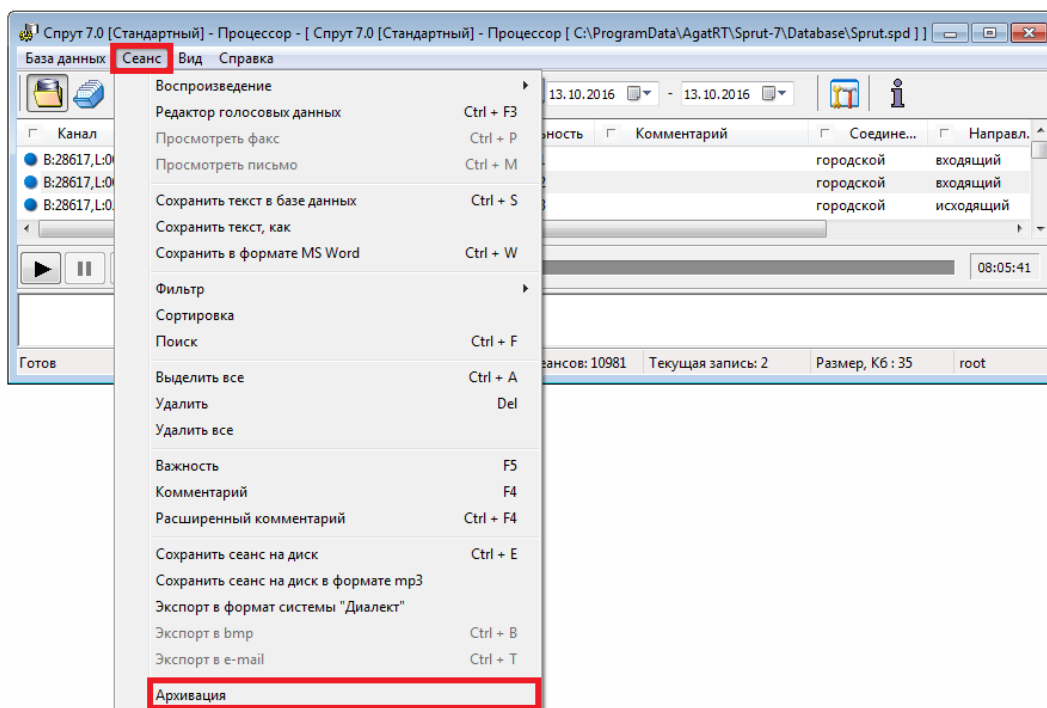 Спрут 7.0 [Стандартный] - Процессор - [ Спрут 7.0 [Стандартный] - Процессор [ C:\ProgramData\AgatRT\Sprut-7\Database\Sprut.spd ] ]
База данных Сеанс Вид Справка
13.10.2016 - 13.10.2016
Канал Комментарий Соедине... Направл.
городской входящий
городской входящий
городской исходящий
08:05:41
Готов 10981 Текущая запись: 2 Размер, Кб : 35 root
Воспроизведение
Редактор голосовых данных Ctrl + F3
Просмотреть факс Ctrl + P
Просмотреть письмо Ctrl + M
Сохранить текст в базе данных Ctrl + S
Сохранить текст, как
Сохранить в формате MS Word Ctrl + W
Фильтр
Сортировка
Поиск Ctrl + F
Выделить все Ctrl + A
Удалить Del
Удалить все
Важность F5
Комментарий F4
Расширенный комментарий Ctrl + F4
Сохранить сеанс на диск Ctrl + E
Сохранить сеанс на диск в формате mp3
Экспорт в формат системы "Диалект"
Экспорт в bmp Ctrl + B
Экспорт в e-mail Ctrl + T
Архивация